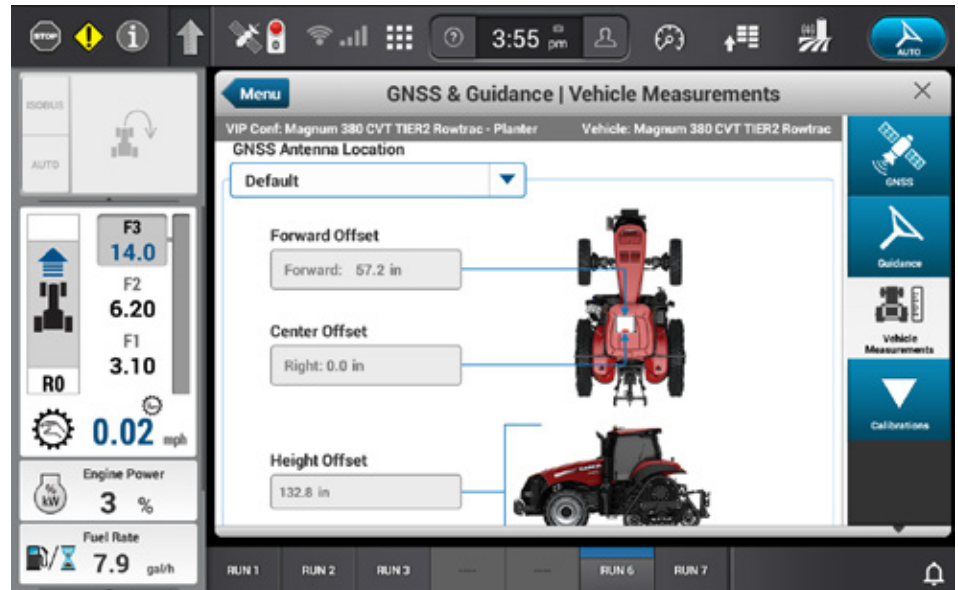 STOP
3:55 pm
AUTO
ISOBUS
AUTO
F3
14.0
F2
6.20
F1
3.10
R0
0.02 mph
Engine Power
% kW
3 %
Fuel Rate
7.9 gal/h
Menu
GNSS & Guidance | Vehicle Measurements
VIP Conf: Magnum 380 CVT TIER2 Rowtrac - Planter Vehicle: Magnum 380 CVT TIER2 Rowtrac
GNSS Antenna Location
Default
Forward Offset
Forward: 57.2 in
Center Offset
Right: 0.0 in
Height Offset
132.8 in
GNSS
Guidance
Vehicle
Measurements
Calibrations
RUN 1 RUN 2 RUN 3 ---- ---- RUN 6 RUN 7